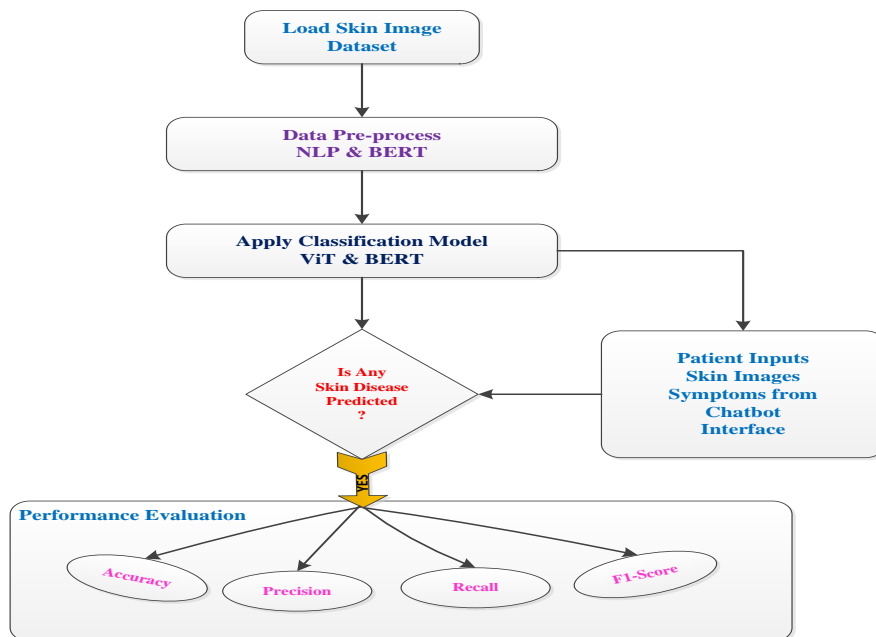 Load Skin Image
Dataset
Data Pre-process
NLP & BERT
Apply Classification Model
ViT & BERT
Is Any
Skin Disease
Predicted
?
Patient Inputs
Skin Images
Symptoms from
Chatbot
Interface
YES
Performance Evaluation
Accuracy
Precision
Recall
F1-Score